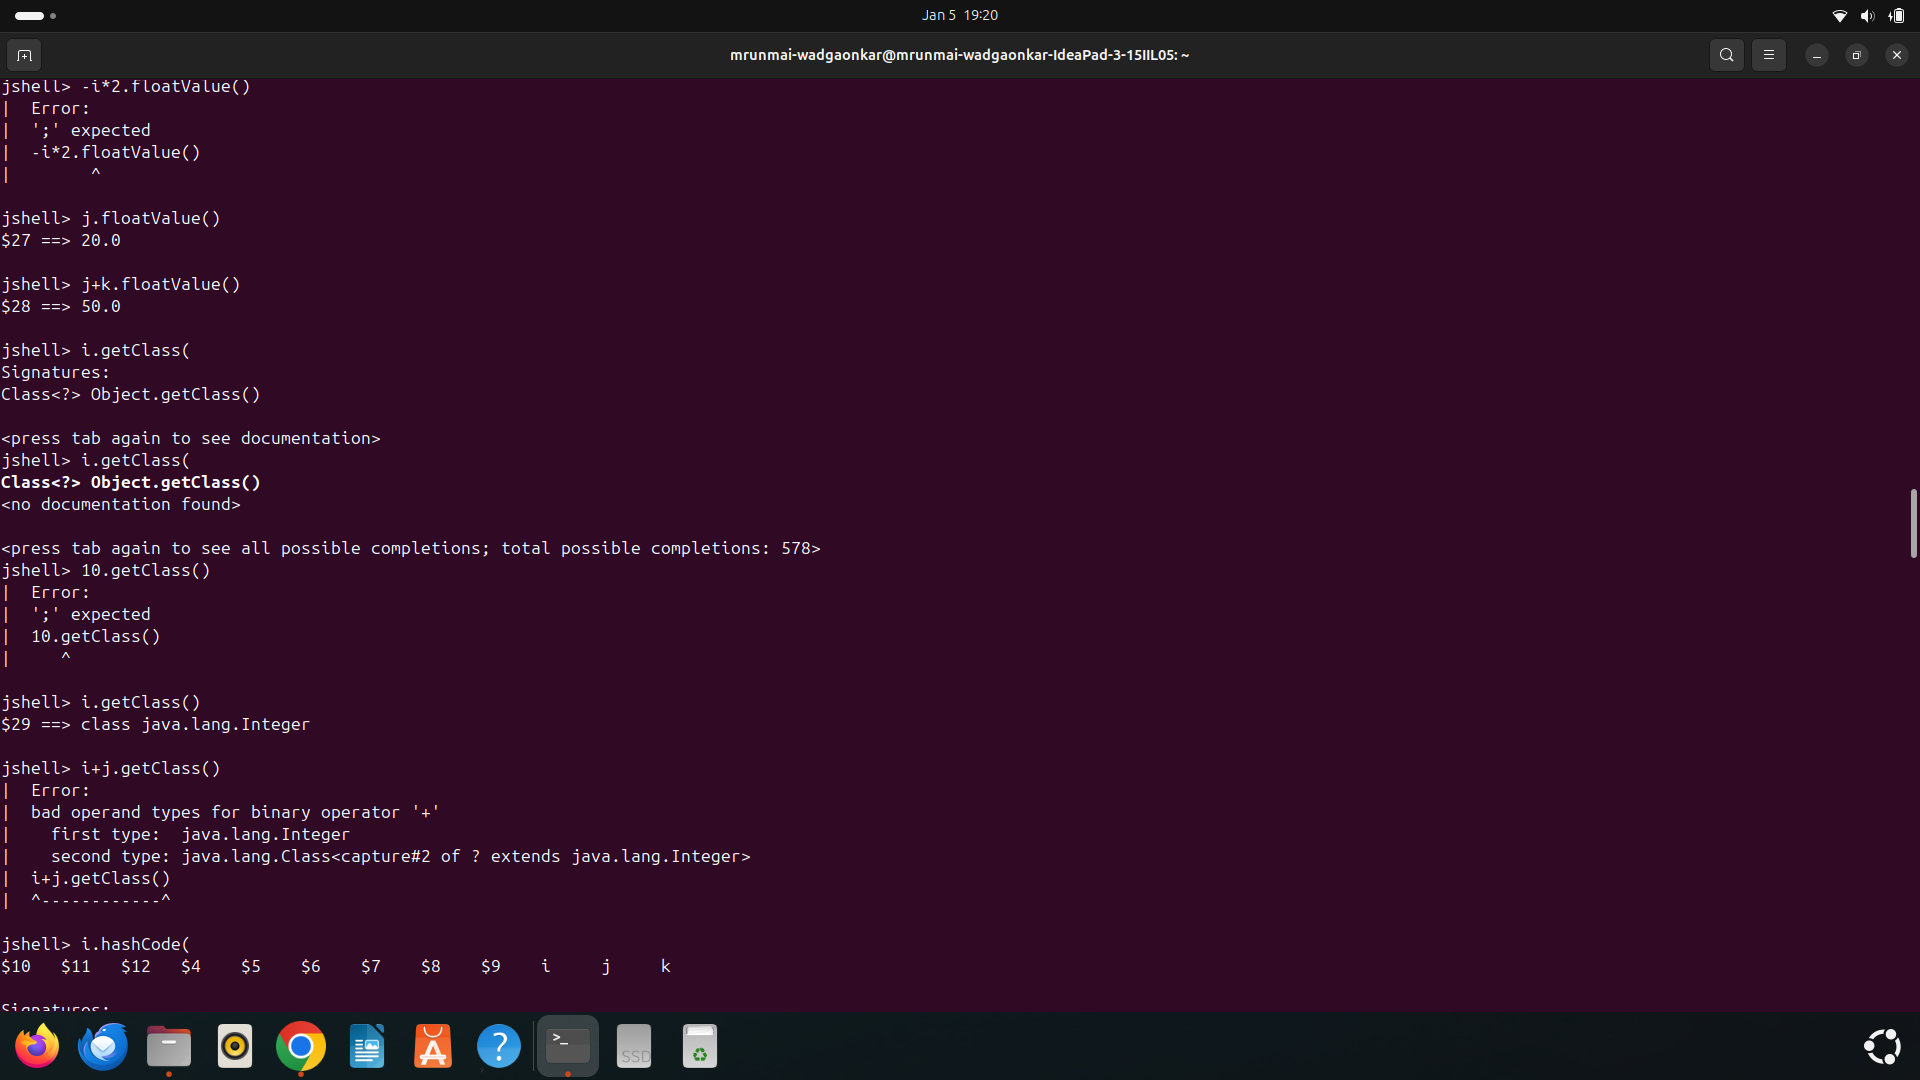 Jan 5 19:20
mrunmai-wadgaonkar@mrunmai-wadgaonkar-IdeaPad-3-15IIL05: ~
jshell> -i*2.floatValue()
|  Error:
|  ';' expected
|  -i*2.floatValue()
|        ^
jshell> j.floatValue()
$27 ==> 20.0
jshell> j+k.floatValue()
$28 ==> 50.0
jshell> i.getClass(
Signatures:
Class<?> Object.getClass()
<press tab again to see documentation>
jshell> i.getClass(
Class<?> Object.getClass()
<no documentation found>
<press tab again to see all possible completions; total possible completions: 578>
jshell> 10.getClass()
|  Error:
|  ';' expected
|  10.getClass()
|     ^
jshell> i.getClass()
$29 ==> class java.lang.Integer
jshell> i+j.getClass()
|  Error:
|  bad operand types for binary operator '+'
|    first type:  java.lang.Integer
|    second type: java.lang.Class<capture#2 of ? extends java.lang.Integer>
|  i+j.getClass()
|  ^------------^
jshell> i.hashCode(
$10   $11   $12   $4    $5    $6    $7    $8    $9    i     j     k
Signatures:
SSD